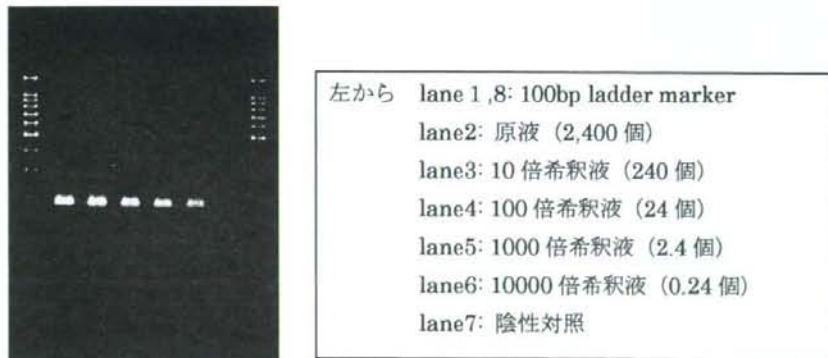 左から lane 1 ,8: 100bp ladder marker
lane2: 原液（2,400 個）
lane3: 10 倍希釈液（240 個）
lane4: 100 倍希釈液（24 個）
lane5: 1000 倍希釈液（2.4 個）
lane6: 10000 倍希釈液（0.24 個）
lane7: 陰性対照